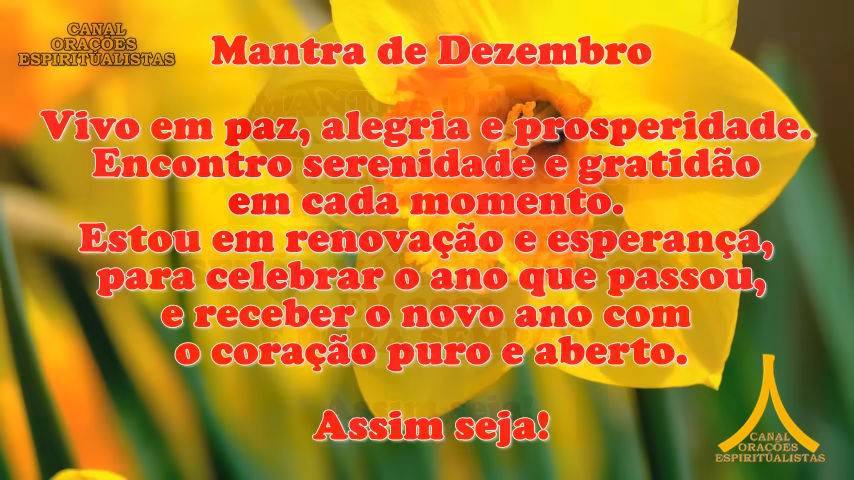 CANAL
ORAÇÕES
ESPIRITUALISTAS
Mantra de Dezembro
Vivo em paz, alegria e prosperidade.
Encontro serenidade e gratidão
em cada momento.
Estou em renovação e esperança,
para celebrar o ano que passou,
e receber o novo ano com
o coração puro e aberto.
Assim seja!
CANAL
ORAÇÕES
ESPIRITUALISTAS